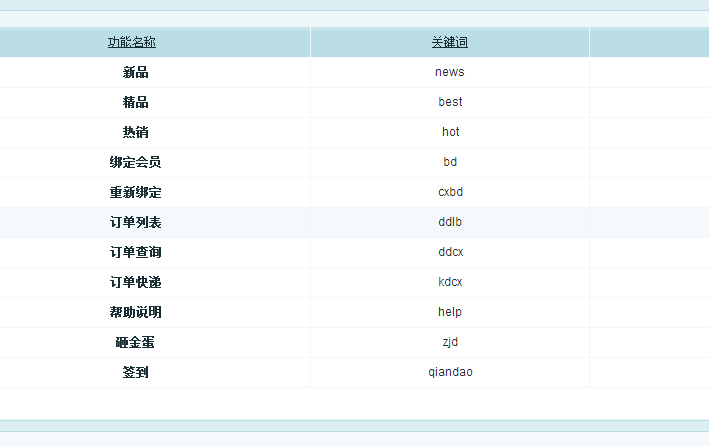 功能名称 关键词
新品 news
精品 best
热销 hot
绑定会员 bd
重新绑定 cxbd
订单列表 ddlb
订单查询 ddcx
订单快递 kdcx
帮助说明 help
砸金蛋 zjd
签到 qiandao